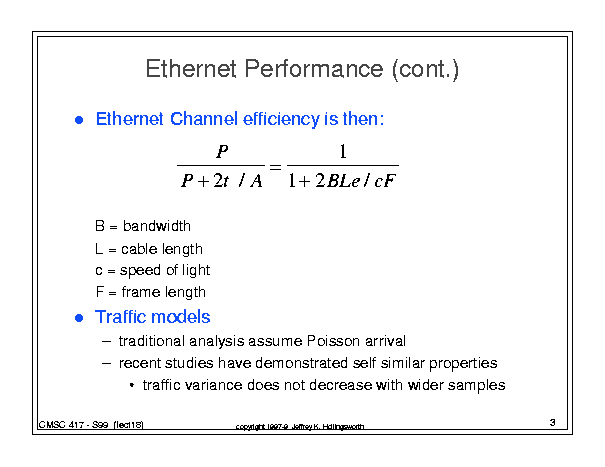 Ethernet Performance (cont.)
● Ethernet Channel efficiency is then:
P / (P + 2t / A) = 1 / (1 + 2BLe / cF)
B = bandwidth
L = cable length
c = speed of light
F = frame length
● Traffic models
– traditional analysis assume Poisson arrival
– recent studies have demonstrated self similar properties
• traffic variance does not decrease with wider samples
CMSC 417 - S99 (lect18)
copyright 1997-9 Jeffrey K. Hollingsworth
3